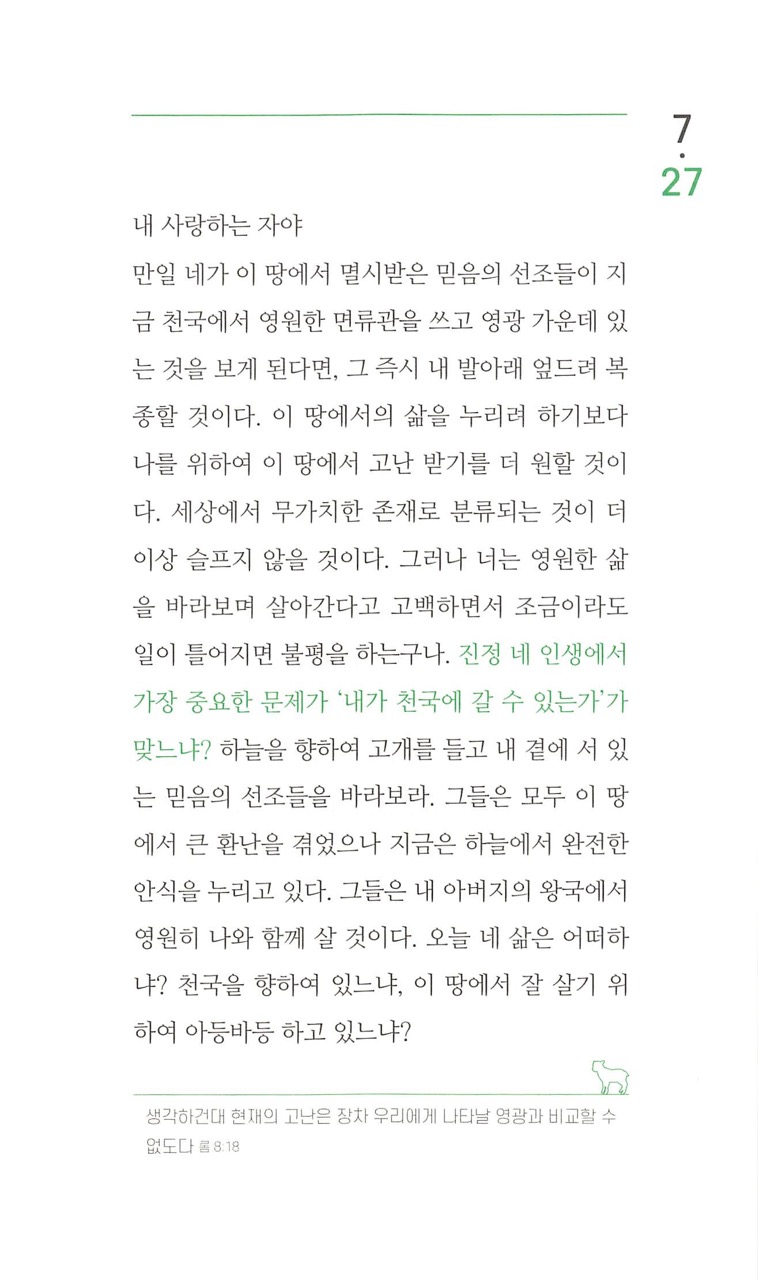 7
·
27
내 사랑하는 자야
만일 네가 이 땅에서 멸시받은 믿음의 선조들이 지
금 천국에서 영원한 면류관을 쓰고 영광 가운데 있
는 것을 보게 된다면, 그 즉시 내 발아래 엎드려 복
종할 것이다. 이 땅에서의 삶을 누리려 하기보다
나를 위하여 이 땅에서 고난 받기를 더 원할 것이
다. 세상에서 무가치한 존재로 분류되는 것이 더
이상 슬프지 않을 것이다. 그러나 너는 영원한 삶
을 바라보며 살아간다고 고백하면서 조금이라도
일이 틀어지면 불평을 하는구나. 진정 네 인생에서
가장 중요한 문제가 ‘내가 천국에 갈 수 있는가’가
맞느냐? 하늘을 향하여 고개를 들고 내 곁에 서 있
는 믿음의 선조들을 바라보라. 그들은 모두 이 땅
에서 큰 환난을 겪었으나 지금은 하늘에서 완전한
안식을 누리고 있다. 그들은 내 아버지의 왕국에서
영원히 나와 함께 살 것이다. 오늘 네 삶은 어떠하
냐? 천국을 향하여 있느냐, 이 땅에서 잘 살기 위
하여 아등바등 하고 있느냐?
생각하건대 현재의 고난은 장차 우리에게 나타날 영광과 비교할 수
없도다 롬 8:18